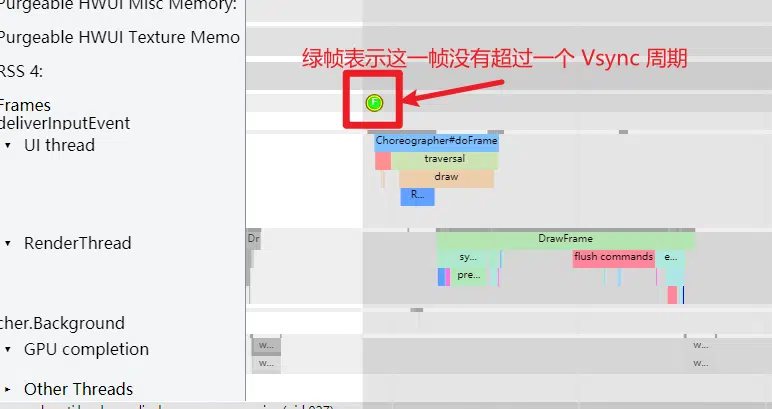 Purgeable HWUI Misc Memory:
Purgeable HWUI Texture Memo
绿帧表示这一帧没有超过一个 Vsync 周期
RSS 4:
Frames
F
deliverInputEvent
UI thread
Choreographer#doFrame
traversal
draw
R...
RenderThread
Dr
DrawFrame
sy...
flush commands
e...
pre...
cher.Background
GPU completion
w...
w...
w...
w...
Other Threads